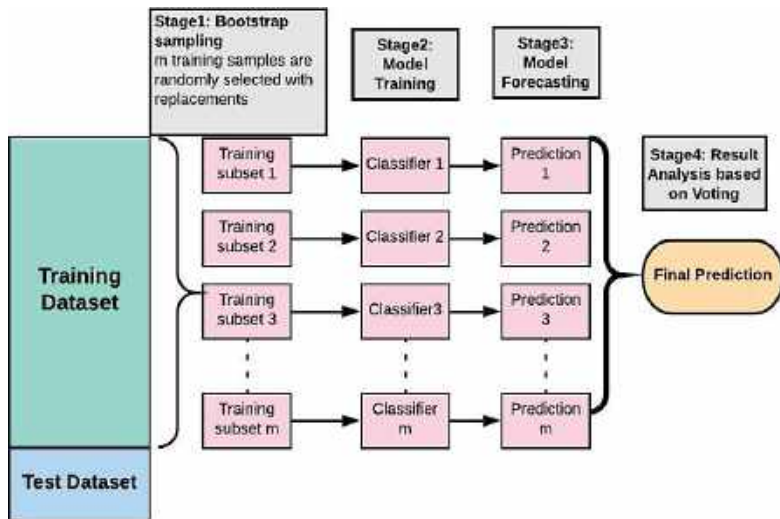 Stage1: Bootstrap
sampling
m training samples are
randomly selected with
replacements
Stage2:
Model
Training
Stage3:
Model
Forecasting
Stage4: Result
Analysis based
on Voting
Training
Dataset
Test Dataset
Training
subset 1
Classifier 1
Prediction
1
Training
subset 2
Classifier 2
Prediction
2
Training
subset 3
Classifier3
Prediction
3
Training
subset m
Classifier
m
Prediction
m
Final Prediction